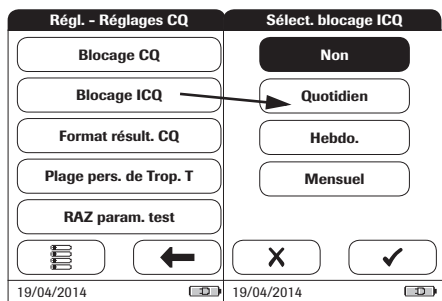 Régl. - Réglages CQ
Blocage CQ
Blocage ICQ
Format résult. CQ
Plage pers. de Trop. T
RAZ param. test
19/04/2014
Sélect. blocage ICQ
Non
Quotidien
Hebdo.
Mensuel
19/04/2014